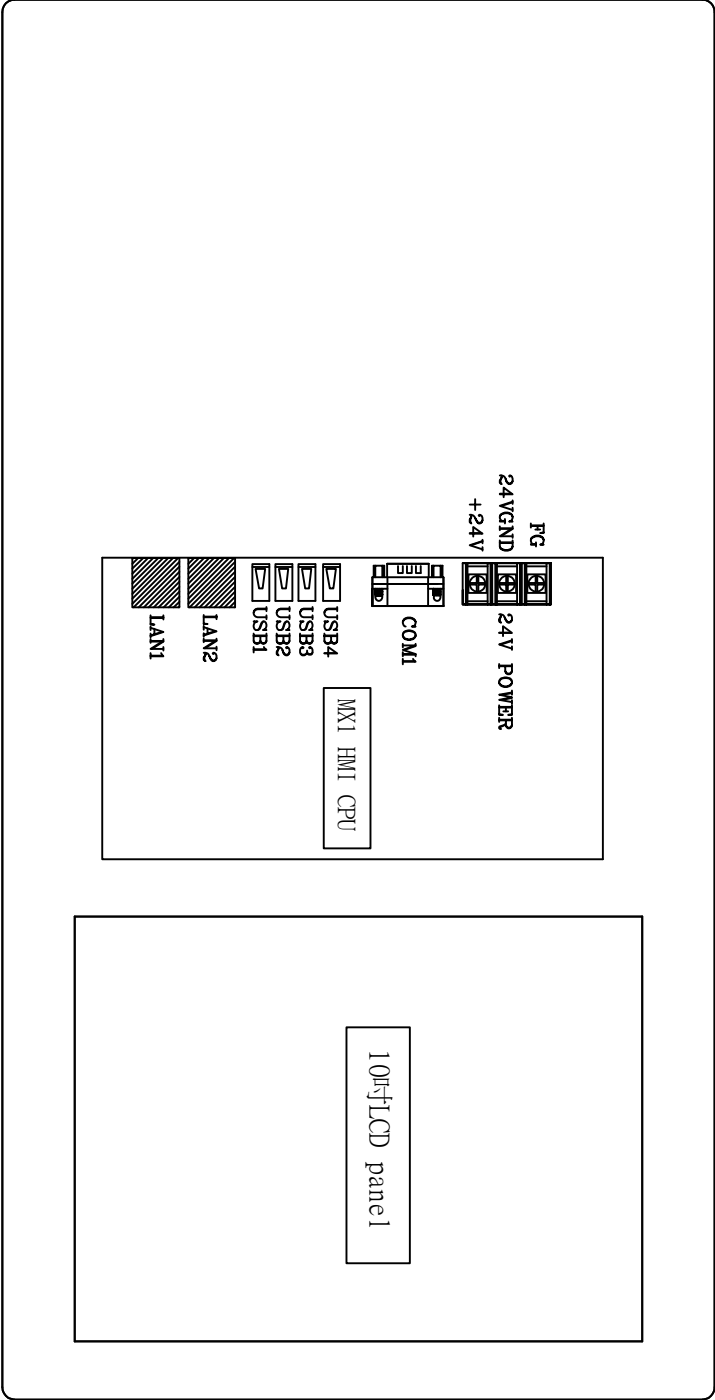 FG
24VGND
+24V
24V POWER
COM1
USB4
USB3
USB2
USB1
LAN2
LAN1
MX1 HMI CPU
10吋LCD panel